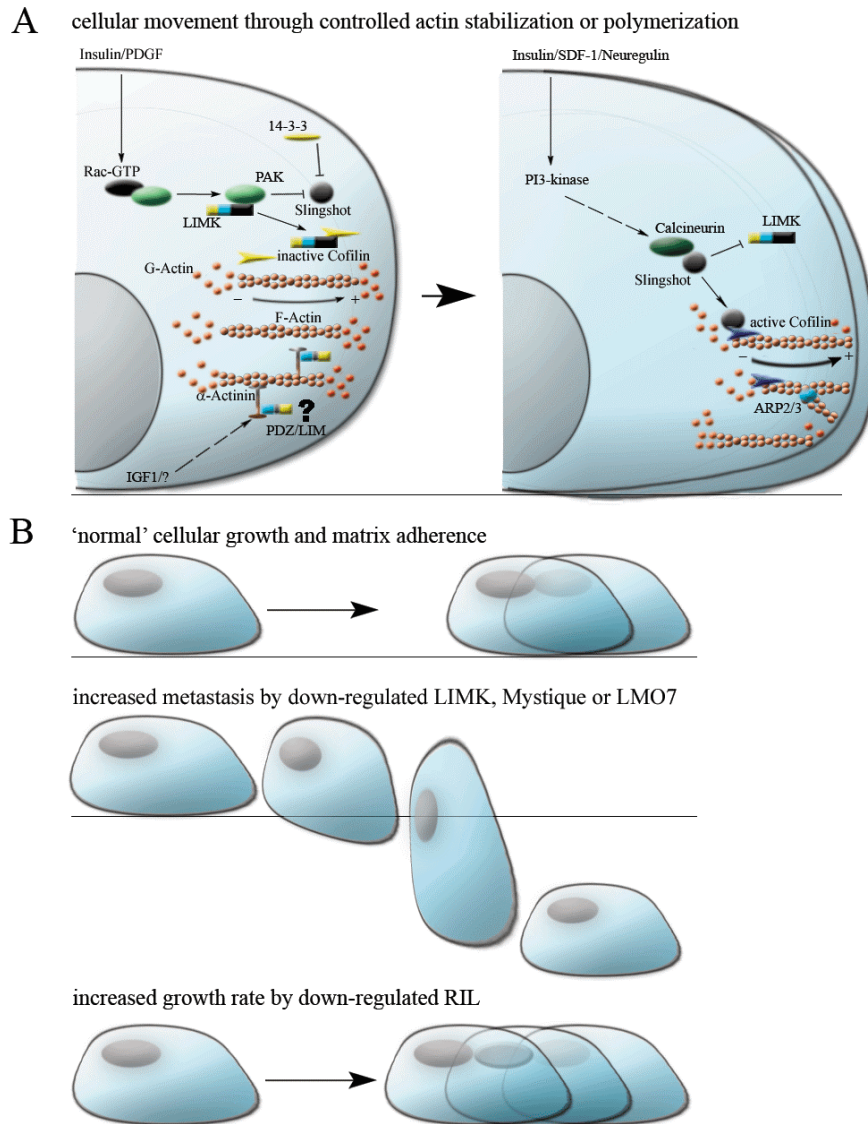 A
cellular movement through controlled actin stabilization or polymerization
Insulin/PDGF
14-3-3
Rac-GTP
PAK
LIMK
Slingshot
inactive Cofilin
G-Actin
− +
F-Actin
α-Actinin
?
PDZ/LIM
IGF1/?
Insulin/SDF-1/Neuregulin
PI3-kinase
Calcineurin
LIMK
Slingshot
active Cofilin
− +
ARP2/3
B
‘normal’ cellular growth and matrix adherence
increased metastasis by down-regulated LIMK, Mystique or LMO7
increased growth rate by down-regulated RIL